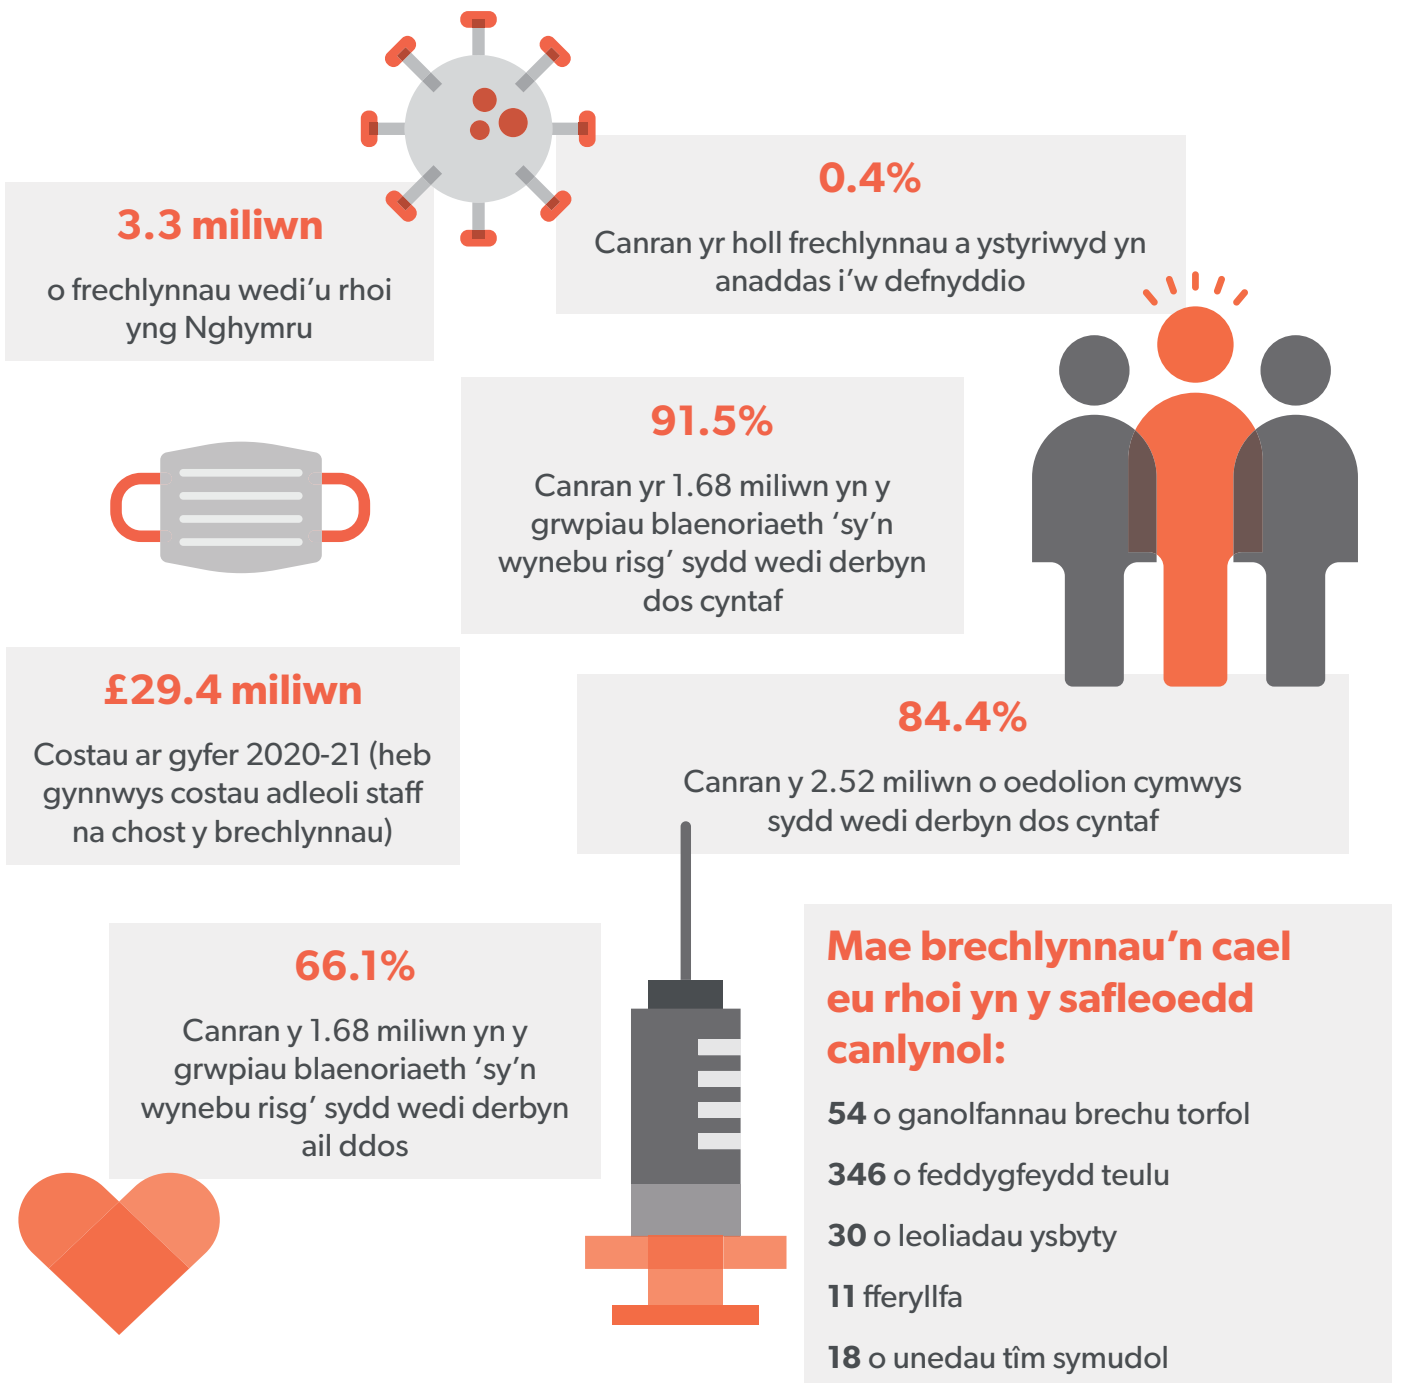 3.3 miliwn
o frechlynnau wedi’u rhoi
yng Nghymru
0.4%
Canran yr holl frechlynnau a ystyriwyd yn
anaddas i’w defnyddio
91.5%
Canran yr 1.68 miliwn yn y
grwpiau blaenoriaeth ‘sy’n
wynebu risg’ sydd wedi derbyn
dos cyntaf
£29.4 miliwn
Costau ar gyfer 2020-21 (heb
gynnwys costau adleoli staff
na chost y brechlynnau)
84.4%
Canran y 2.52 miliwn o oedolion cymwys
sydd wedi derbyn dos cyntaf
66.1%
Canran y 1.68 miliwn yn y
grwpiau blaenoriaeth ‘sy’n
wynebu risg’ sydd wedi derbyn
ail ddos
Mae brechlynnau’n cael
eu rhoi yn y safleoedd
canlynol:
54 o ganolfannau brechu torfol
346 o feddygfeydd teulu
30 o leoliadau ysbyty
11 fferyllfa
18 o unedau tîm symudol